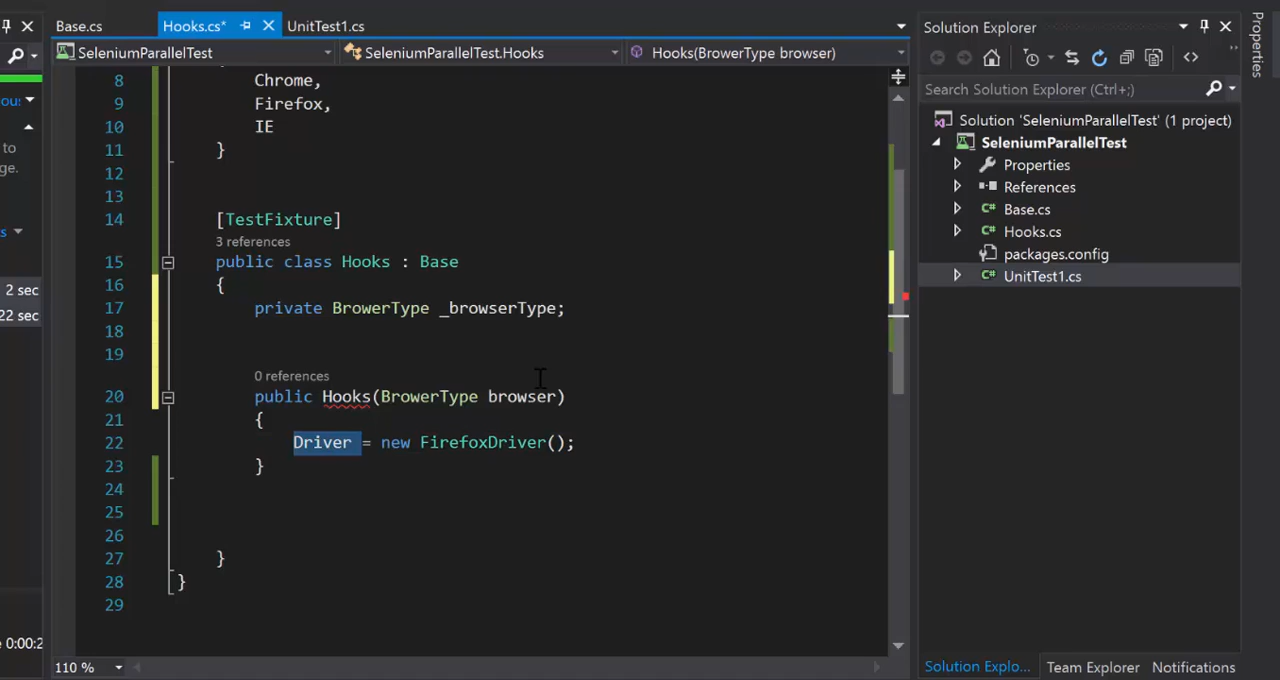 Base.cs
Hooks.cs*
UnitTest1.cs
SeleniumParallelTest
SeleniumParallelTest.Hooks
Hooks(BrowerType browser)
8 Chrome,
9 Firefox,
10 IE
11 }
12
13
14 [TestFixture]
3 references
15 public class Hooks : Base
16 {
17 private BrowerType _browserType;
18
19
0 references
20 public Hooks(BrowerType browser)
21 {
22 Driver = new FirefoxDriver();
23 }
24
25
26
27 }
28 }
29
110 %
to
2 sec
22 sec
Solution Explorer
Search Solution Explorer (Ctrl+;)
Solution 'SeleniumParallelTest' (1 project)
SeleniumParallelTest
Properties
References
Base.cs
Hooks.cs
packages.config
UnitTest1.cs
Solution Explo...
Team Explorer
Notifications
Properties